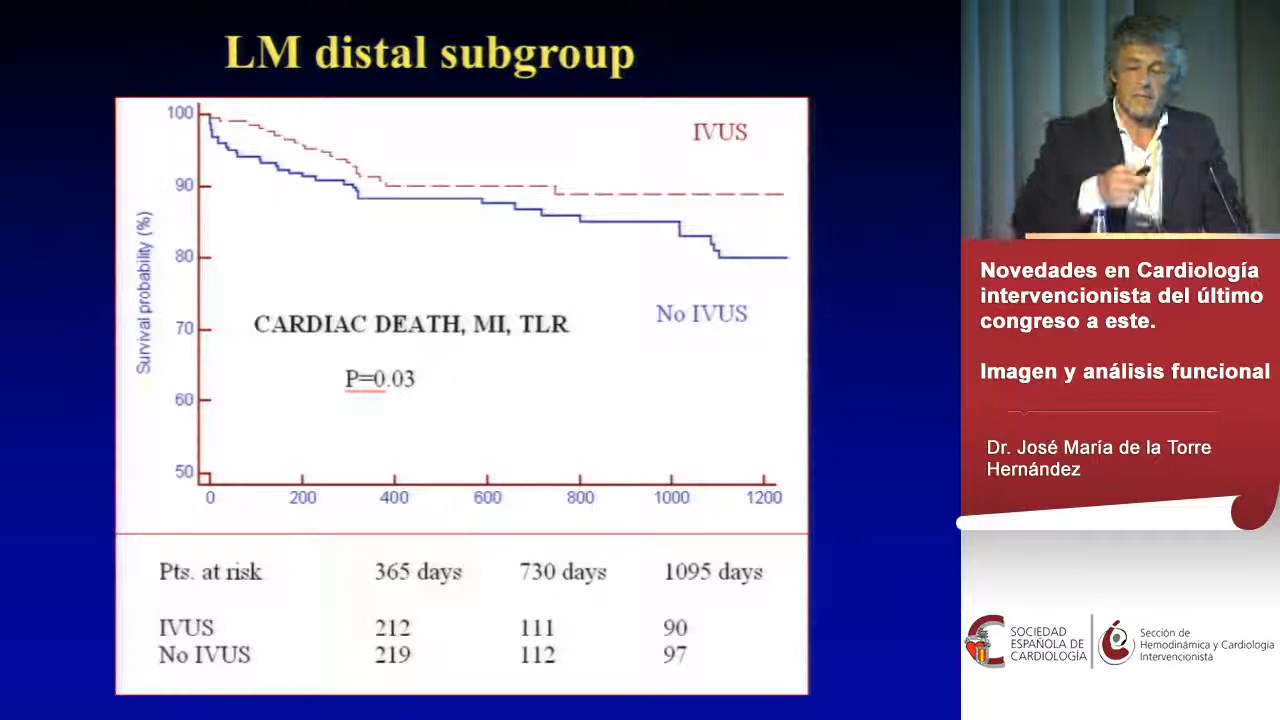 LM distal subgroup
100
90
80
70
60
50
Survival probability (%)
IVUS
No IVUS
CARDIAC DEATH, MI, TLR
P=0.03
0 200 400 600 800 1000 1200
Pts. at risk 365 days 730 days 1095 days
IVUS 212 111 90
No IVUS 219 112 97
Novedades en Cardiología
intervencionista del último
congreso a este.
Imagen y análisis funcional
Dr. José María de la Torre
Hernández
SOCIEDAD
ESPAÑOLA DE
CARDIOLOGÍA
Sección de
Hemodinámica y Cardiología
Intervencionista